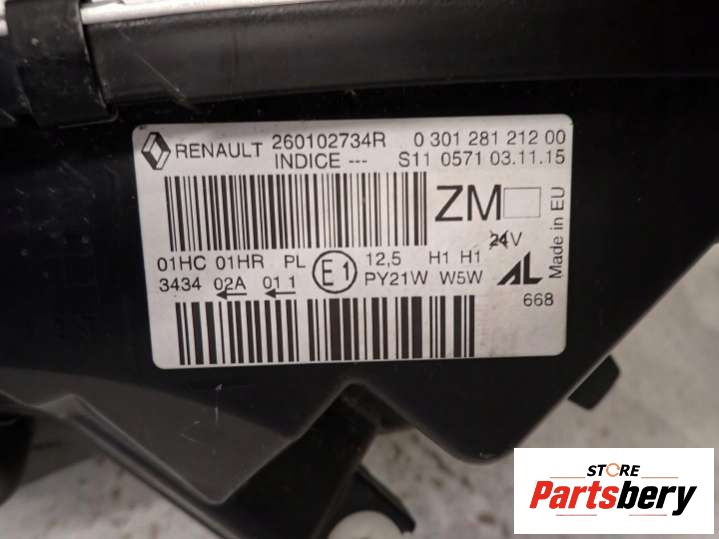 RENAULT 260102734R 0 301 281 212 00
INDICE --- S11 0571 03.11.15
ZM
24V
Made in EU
01HC 01HR PL E1 12,5 H1 H1
3434 02A 01 1 PY21W W5W AL
668
STORE
Partsbery